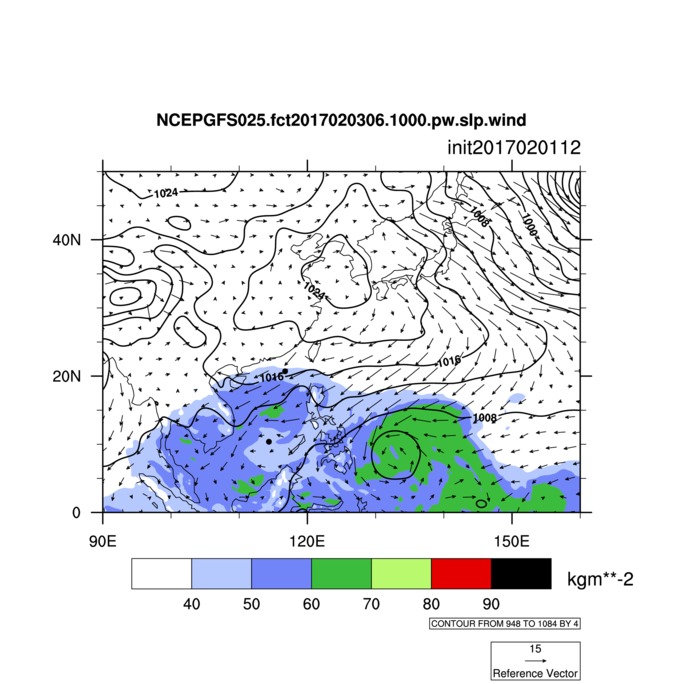 NCEPGFS025.fct2017020306.1000.pw.slp.wind
init2017020112
1024
1008
1000
40N
1024
1016
20N
1016
1008
0
90E 120E 150E
kgm**-2
40 50 60 70 80 90
CONTOUR FROM 948 TO 1084 BY 4
15
Reference Vector